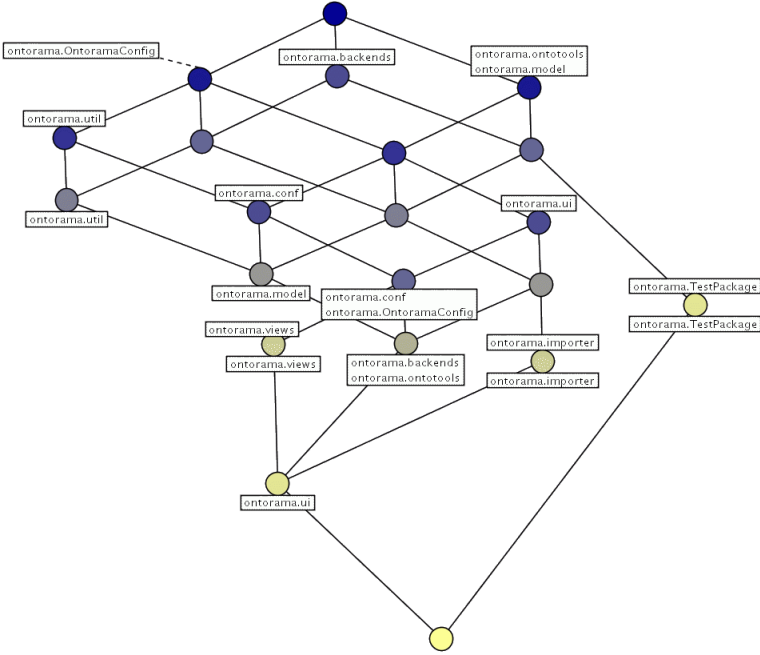 ontorama.OntoramaConfig
ontorama.backends
ontorama.ontotools
ontorama.model
ontorama.util
ontorama.conf
ontorama.ui
ontorama.util
ontorama.model
ontorama.conf
ontorama.OntoramaConfig
ontorama.TestPackage
ontorama.TestPackage
ontorama.views
ontorama.views
ontorama.importer
ontorama.backends
ontorama.ontotools
ontorama.importer
ontorama.ui